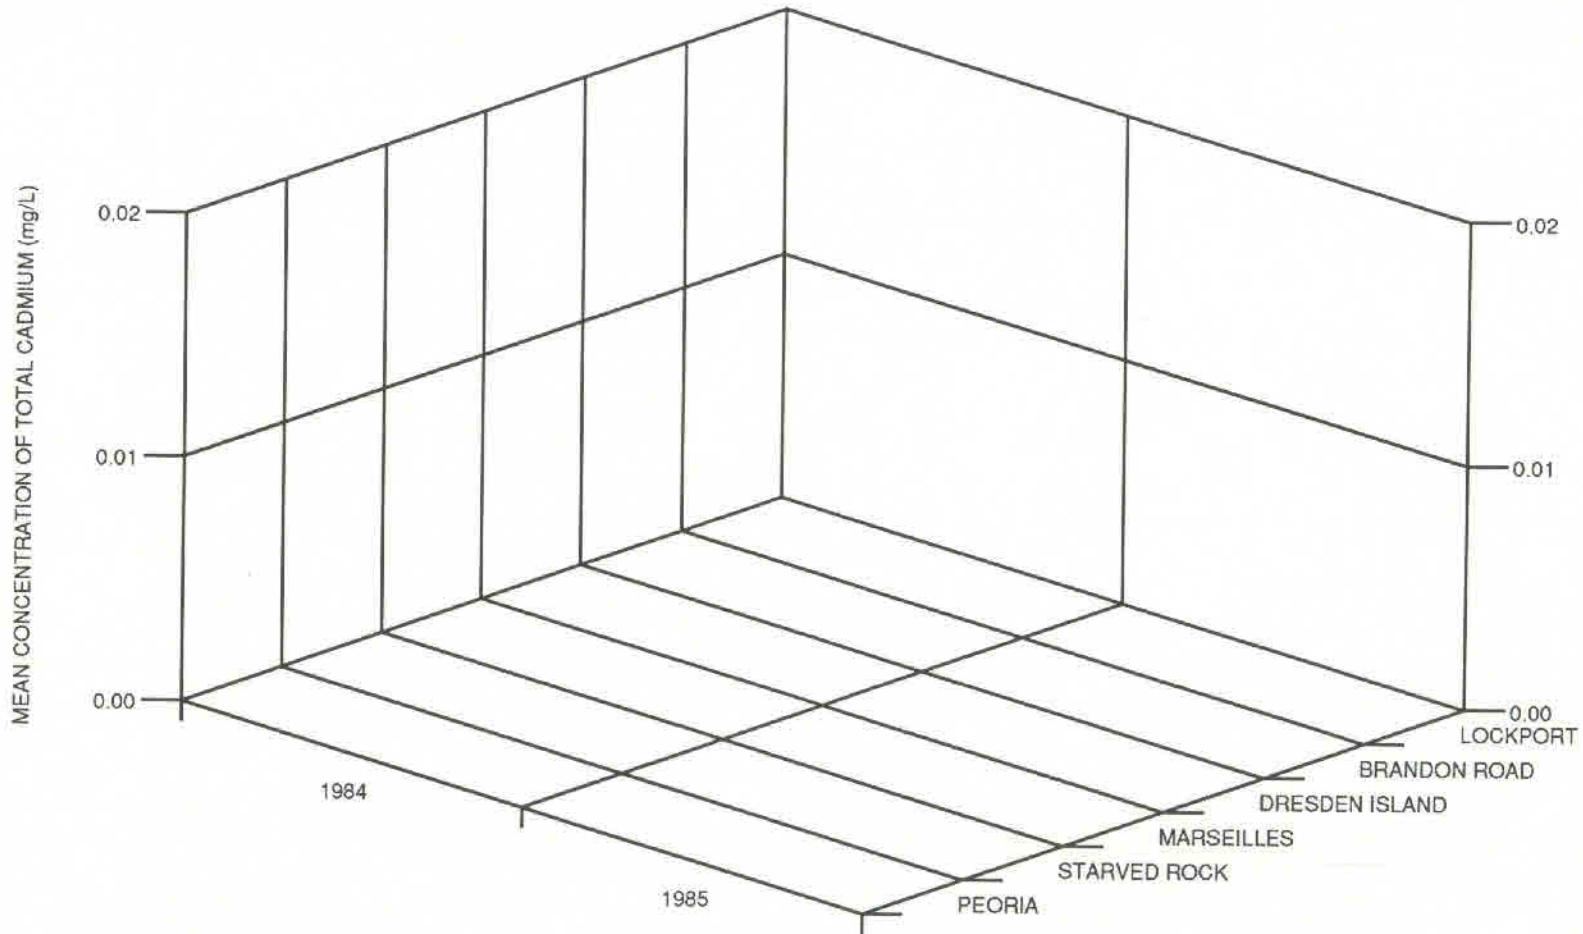 MEAN CONCENTRATION OF TOTAL CADMIUM (mg/L)
0.02
0.01
0.00
0.02
0.01
0.00
1984
1985
LOCKPORT
BRANDON ROAD
DRESDEN ISLAND
MARSEILLES
STARVED ROCK
PEORIA